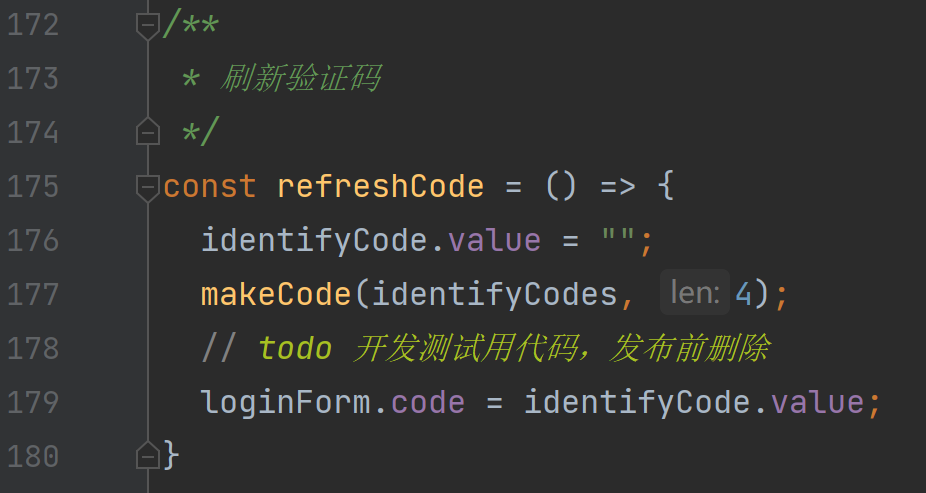 172 /**
173  * 刷新验证码
174  */
175 const refreshCode = () => {
176   identifyCode.value = "";
177   makeCode(identifyCodes, len: 4);
178   // todo 开发测试用代码，发布前删除
179   loginForm.code = identifyCode.value;
180 }